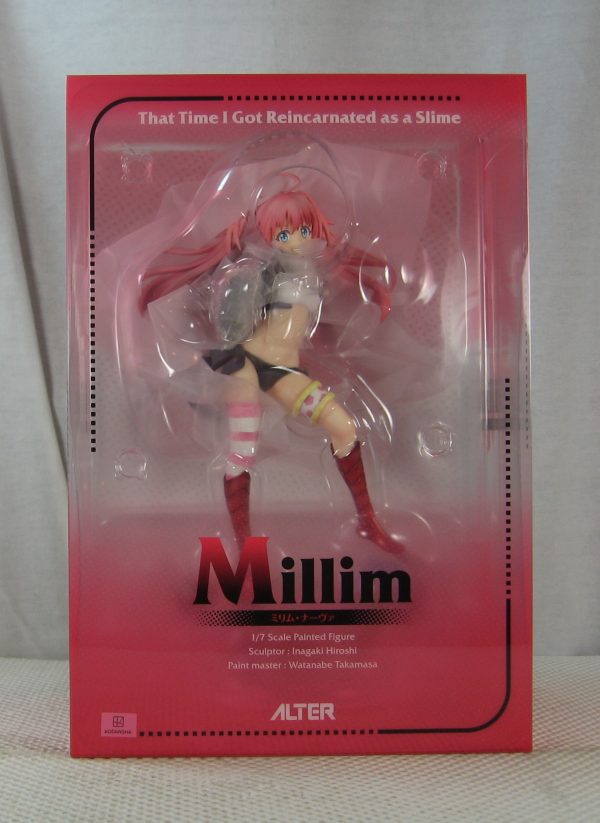 That Time I Got Reincarnated as a Slime
Millim
ミリム・ナーヴァ
1/7 Scale Painted Figure
Sculptor : Inagaki Hiroshi
Paint master : Watanabe Takamasa
ALTER
KODANSHA